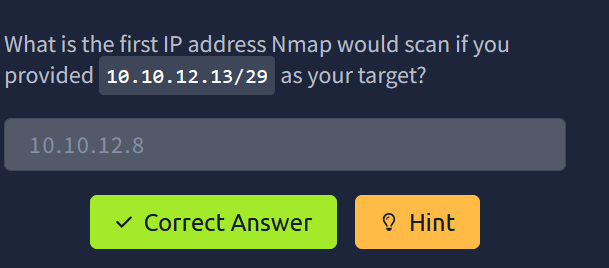 What is the first IP address Nmap would scan if you
provided 10.10.12.13/29 as your target?
10.10.12.8
Correct Answer Hint